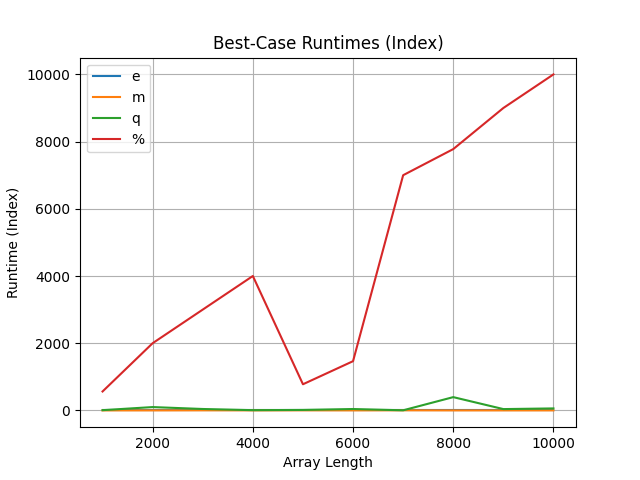 Best-Case Runtimes (Index)
e
m
q
%
10000
8000
6000
4000
2000
0
Runtime (Index)
2000 4000 6000 8000 10000
Array Length